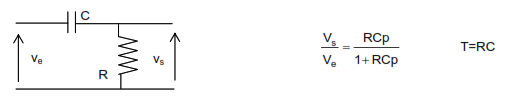 C
vₑ
R
vₛ
Vₛ/Vₑ = RCp/1+RCp
T=RC